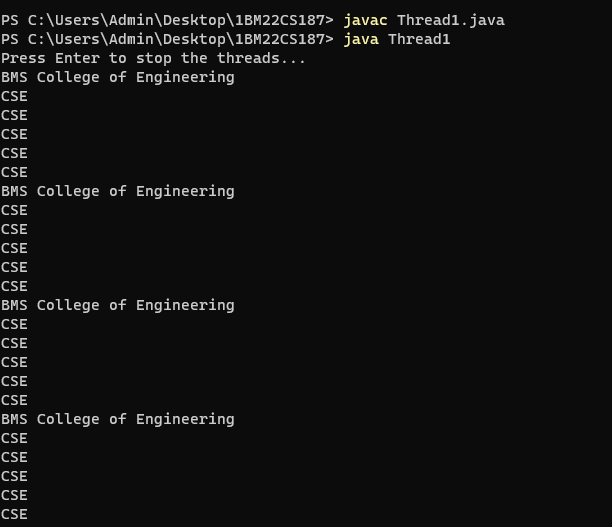 PS C:\Users\Admin\Desktop\1BM22CS187> javac Thread1.java
PS C:\Users\Admin\Desktop\1BM22CS187> java Thread1
Press Enter to stop the threads...
BMS College of Engineering
CSE
CSE
CSE
CSE
CSE
BMS College of Engineering
CSE
CSE
CSE
CSE
CSE
BMS College of Engineering
CSE
CSE
CSE
CSE
CSE
BMS College of Engineering
CSE
CSE
CSE
CSE
CSE